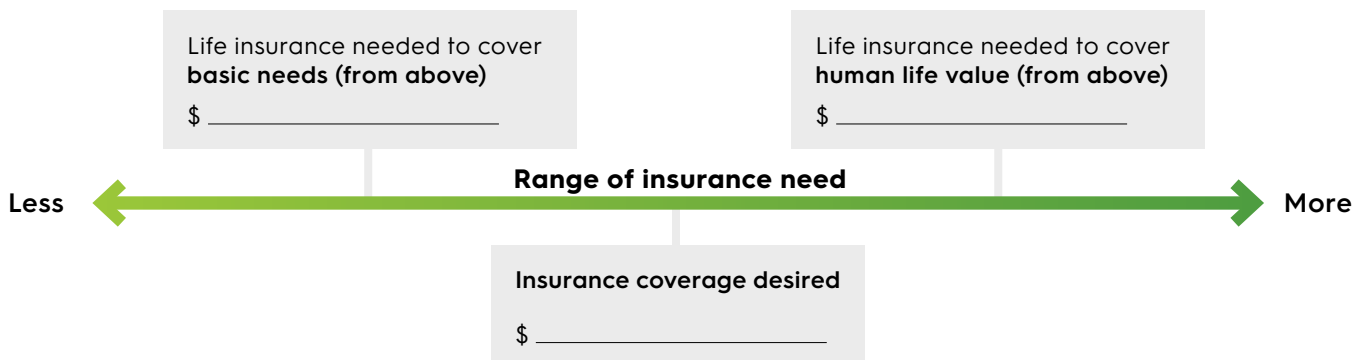 Life insurance needed to cover
basic needs (from above)
$
Life insurance needed to cover
human life value (from above)
$
Range of insurance need
Less
More
Insurance coverage desired
$